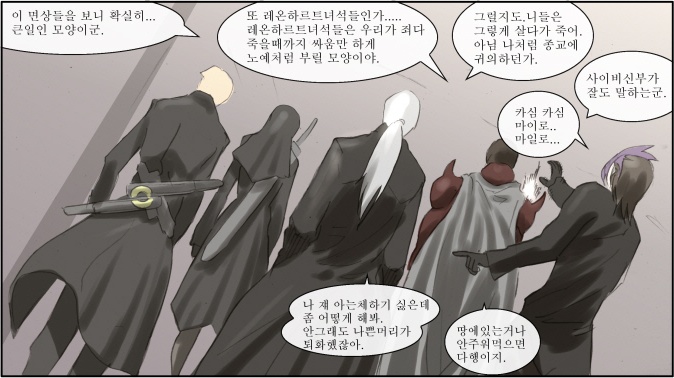 이 면상들을 보니 확실히...
큰일인 모양이군.
또 레온하르트녀석들인가.....
레온하르트녀석들은 우리가 죄다
죽을때까지 싸움만 하게
노예처럼 부릴 모양이야.
그럴지도.니들은
그렇게 살다가 죽어.
아님 나처럼 종교에
귀의하던가.
사이비신부가
잘도 말하는군.
카심 카심
마이로..
마일로...
나 쟤 아는체하기 싫은데
좀 어떻게 해봐.
안그래도 나쁜머리가
퇴화했잖아.
땅에있는거나
안주워먹으면
다행이지.